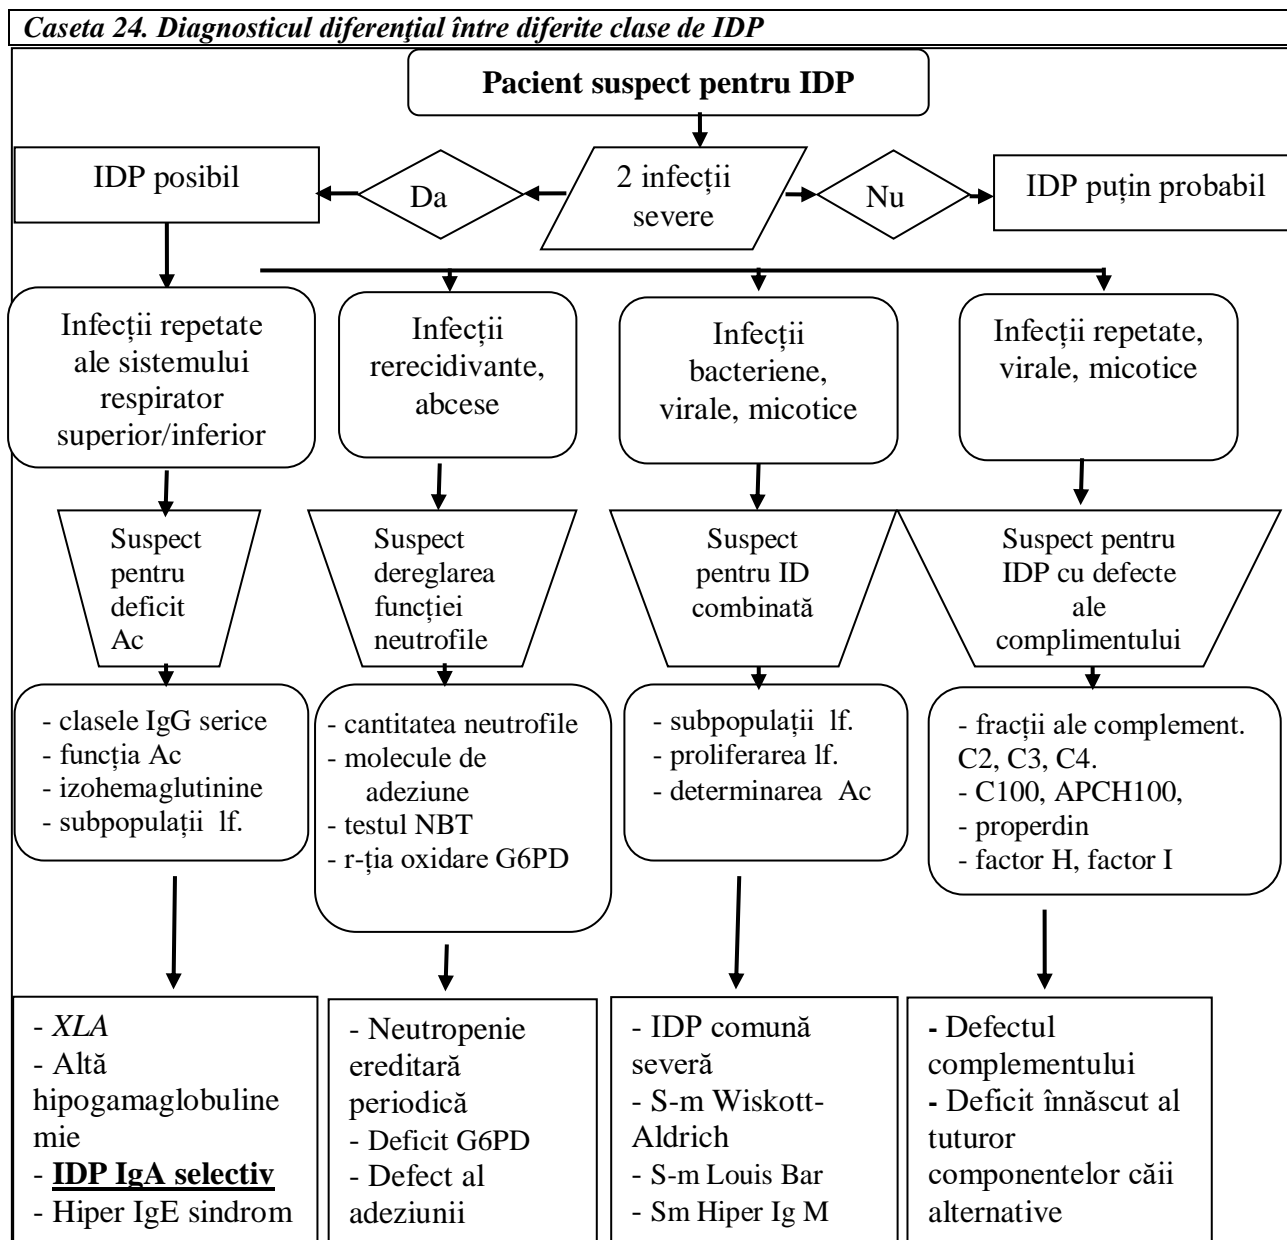 Caseta 24. Diagnosticul diferenţial între diferite clase de IDP
Pacient suspect pentru IDP
IDP posibil
Da
2 infecții
severe
Nu
IDP puțin probabil
Infecții repetate
ale sistemului
respirator
superior/inferior
Infecții
rerecidivante,
abcese
Infecții
bacteriene,
virale, micotice
Infecții repetate,
virale, micotice
Suspect
pentru
deficit
Ac
Suspect
dereglarea
funcției
neutrofile
Suspect
pentru ID
combinată
Suspect pentru
IDP cu defecte
ale
complimentului
- clasele IgG serice
- funcția Ac
- izohemaglutinine
- subpopulații lf.
- cantitatea neutrofile
- molecule de
adeziune
- testul NBT
- r-ția oxidare G6PD
- subpopulații lf.
- proliferarea lf.
- determinarea Ac
- fracții ale complement.
C2, C3, C4.
- C100, APCH100,
- properdin
- factor H, factor I
- XLA
- Altă
hipogamaglobuline
mie
- IDP IgA selectiv
- Hiper IgE sindrom
- Neutropenie
ereditară
periodică
- Deficit G6PD
- Defect al
adeziunii
- IDP comună
severă
- S-m Wiskott-
Aldrich
- S-m Louis Bar
- Sm Hiper Ig M
- Defectul
complementului
- Deficit înnăscut al
tuturor
componentelor căii
alternative